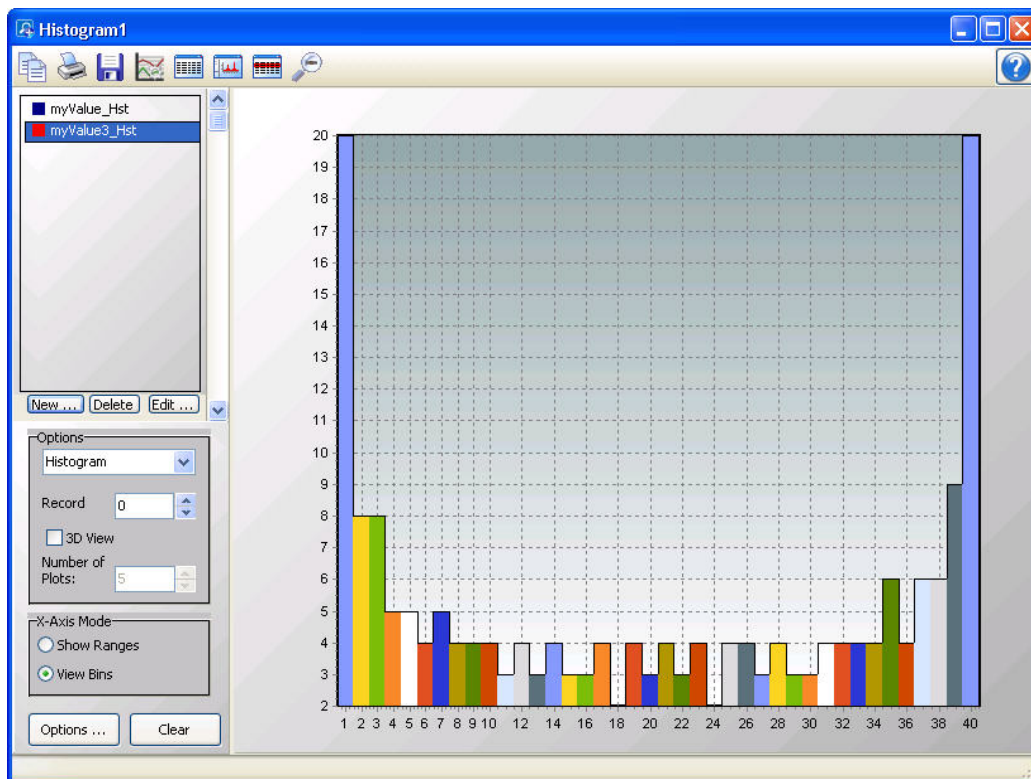 Histogram1
myValue_Hst
myValue3_Hst
New ... Delete Edit ...
Options
Histogram
Record 0
3D View
Number of
Plots: 5
X-Axis Mode
Show Ranges
View Bins
Options ... Clear
20
19
18
17
16
15
14
13
12
11
10
9
8
7
6
5
4
3
2
1 2 3 4 5 6 7 8 9 10 12 14 16 18 20 22 24 26 28 30 32 34 36 38 40